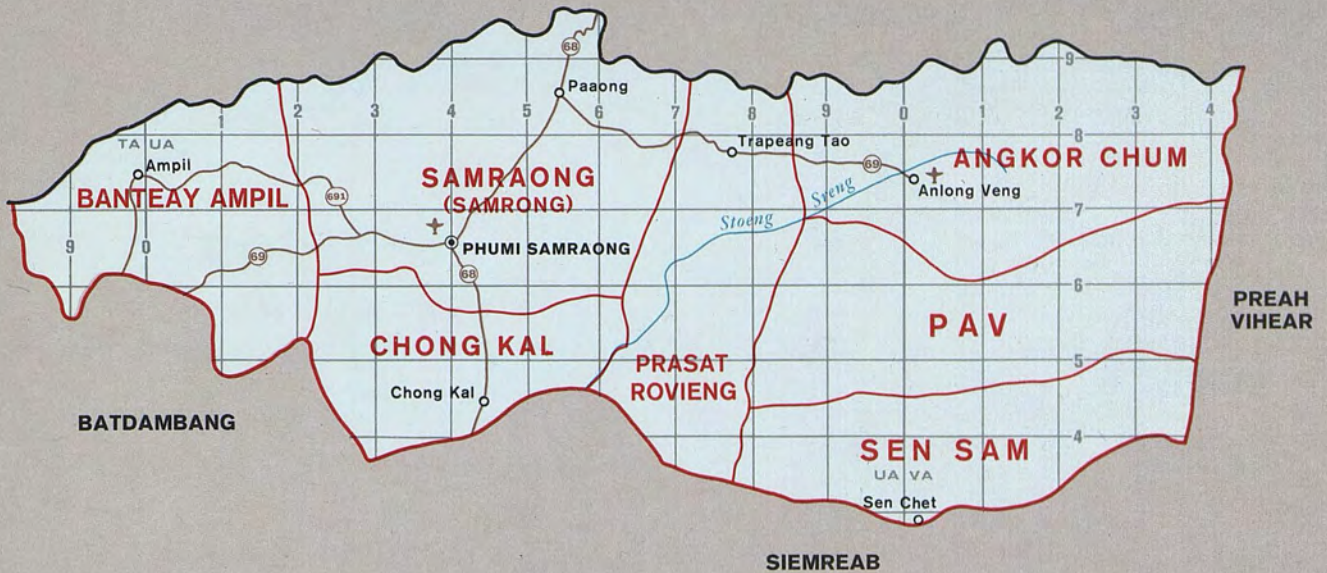 68
9
Paaong
1
2
3
4
5
6
7
8
9
0
1
2
3
4
8
TA UA
Trapeang Tao
Ampil
69
ANGKOR CHUM
SAMRAONG
(SAMRONG)
Anlong Veng
BANTEAY AMPIL
691
Sreng
Stoeng
7
9
0
69
PHUMI SAMRAONG
68
6
PREAH
VIHEAR
PAV
CHONG KAL
5
PRASAT
ROVIENG
Chong Kal
BATDAMBANG
4
SEN SAM
UA VA
Sen Chet
SIEMREAB